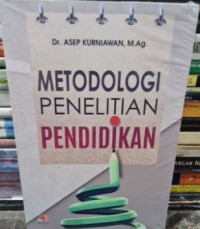 Dr. ASEP KURNIAWAN, M.Ag.
METODOLOGI
PENELITIAN
PENDIDIKAN